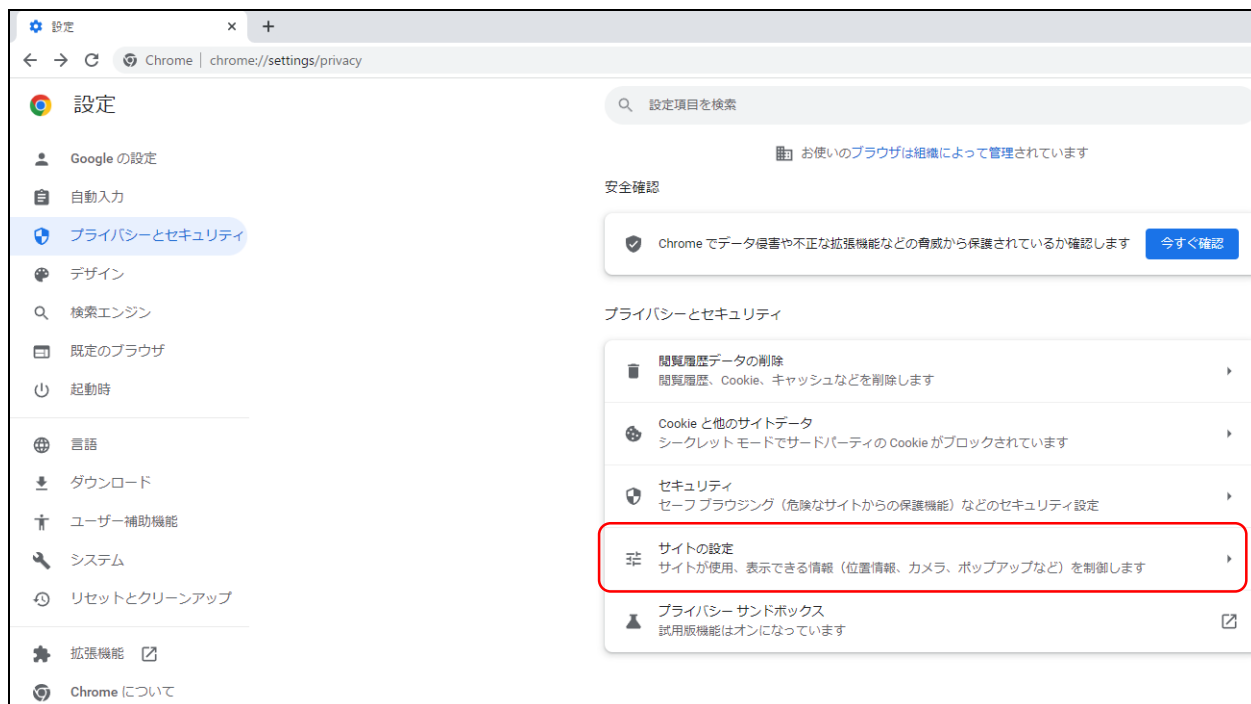 設定
Chrome | chrome://settings/privacy
設定
設定項目を検索
Google の設定
自動入力
プライバシーとセキュリティ
デザイン
検索エンジン
既定のブラウザ
起動時
言語
ダウンロード
ユーザー補助機能
システム
リセットとクリーンアップ
拡張機能
Chrome について
お使いのブラウザは組織によって管理されています
安全確認
Chrome でデータ侵害や不正な拡張機能などの脅威から保護されているか確認します
今すぐ確認
プライバシーとセキュリティ
閲覧履歴データの削除
閲覧履歴、Cookie、キャッシュなどを削除します
Cookie と他のサイトデータ
シークレット モードでサードパーティの Cookie がブロックされています
セキュリティ
セーフ ブラウジング（危険なサイトからの保護機能）などのセキュリティ設定
サイトの設定
サイトが使用、表示できる情報（位置情報、カメラ、ポップアップなど）を制御します
プライバシー サンドボックス
試用版機能はオンになっています